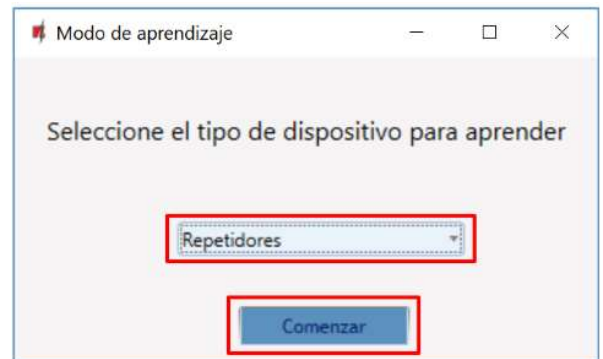 Modo de aprendizaje
Seleccione el tipo de dispositivo para aprender
Repetidores
Comenzar